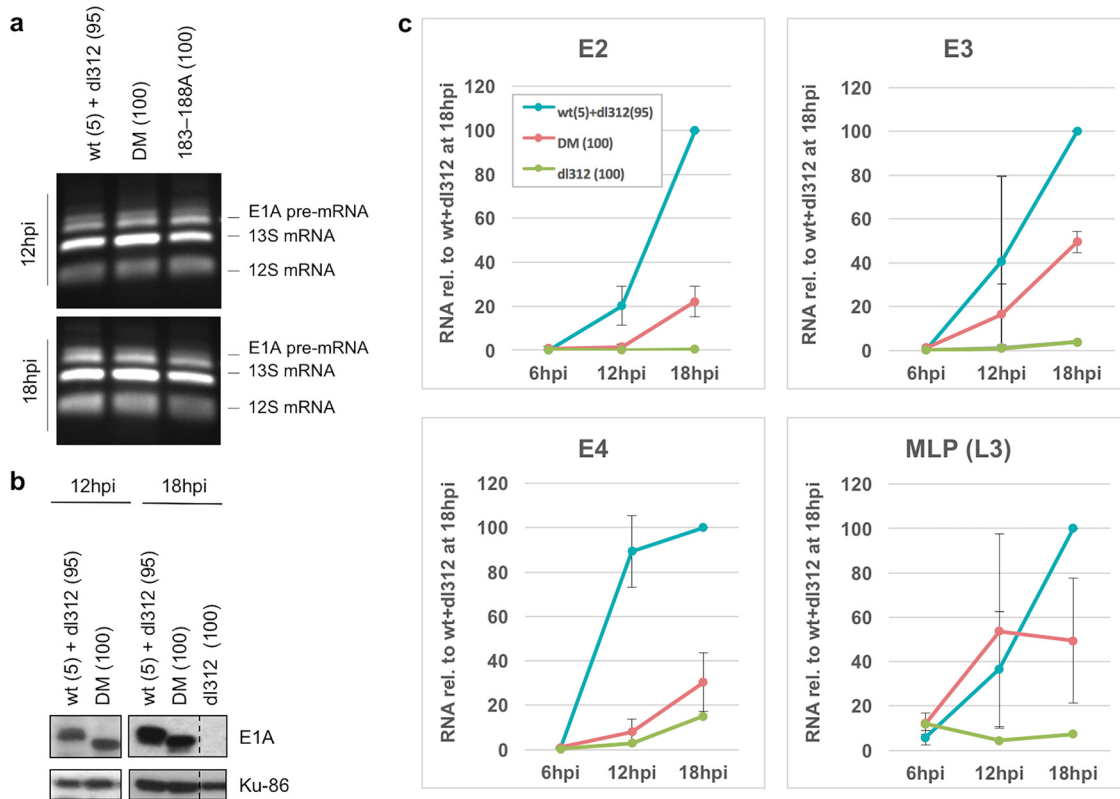 a
wt (5) + dl312 (95)
DM (100)
183–188A (100)
12hpi
E1A pre-mRNA
13S mRNA
12S mRNA
18hpi
E1A pre-mRNA
13S mRNA
12S mRNA
b
12hpi 18hpi
wt (5) + dl312 (95)
DM (100)
wt (5) + dl312 (95)
DM (100)
dl312 (100)
E1A
Ku-86
c
E2
RNA rel. to wt+dl312 at 18hpi
120
100
80
60
40
20
0
wt(5)+dl312(95)
DM (100)
dl312 (100)
6hpi 12hpi 18hpi
E3
RNA rel. to wt+dl312 at 18hpi
120
100
80
60
40
20
0
6hpi 12hpi 18hpi
E4
RNA rel. to wt+dl312 at 18hpi
120
100
80
60
40
20
0
6hpi 12hpi 18hpi
MLP (L3)
RNA rel. to wt+dl312 at 18hpi
120
100
80
60
40
20
0
6hpi 12hpi 18hpi